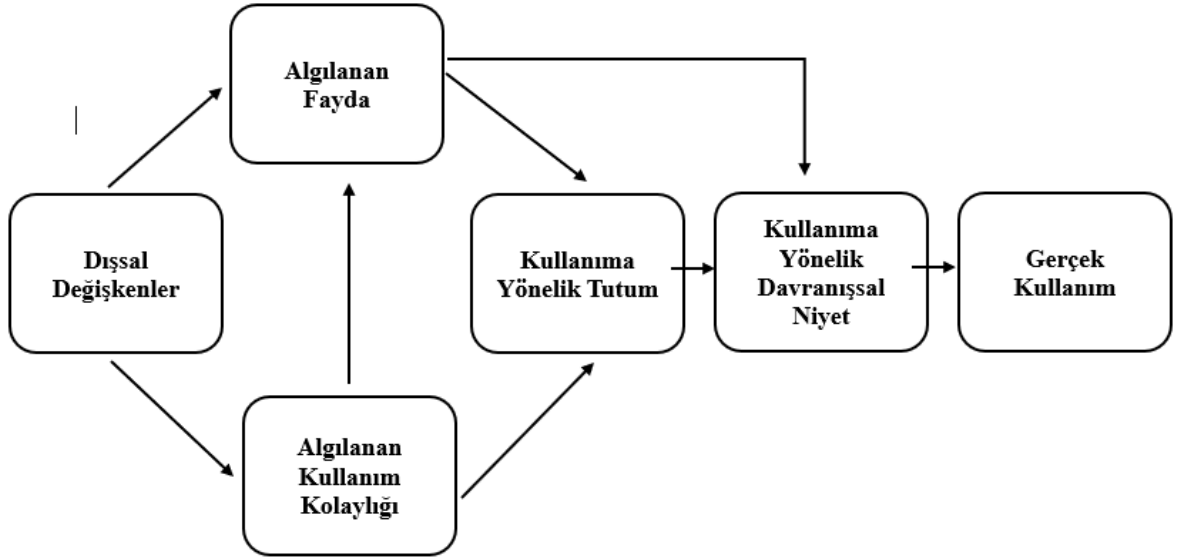 Algılanan
Fayda
Dışsal
Değişkenler
Kullanıma
Yönelik Tutum
Kullanıma
Yönelik
Davranışsal
Niyet
Gerçek
Kullanım
Algılanan
Kullanım
Kolaylığı